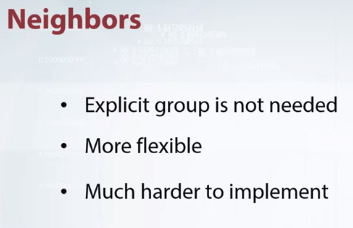 Neighbors
• Explicit group is not needed
• More flexible
• Much harder to implement